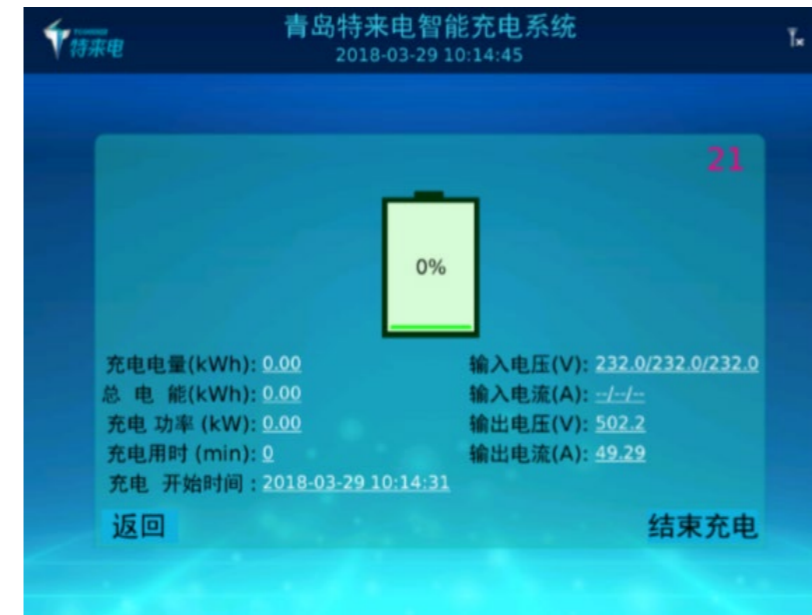 特来电
青岛特来电智能充电系统
2018-03-29 10:14:45
21
0%
充电电量(kWh): 0.00
输入电压(V): 232.0/232.0/232.0
总 电 能(kWh): 0.00
输入电流(A): --/--/--
充电 功率 (kW): 0.00
输出电压(V): 502.2
充电用时 (min): 0
输出电流(A): 49.29
充电 开始时间 : 2018-03-29 10:14:31
返回
结束充电